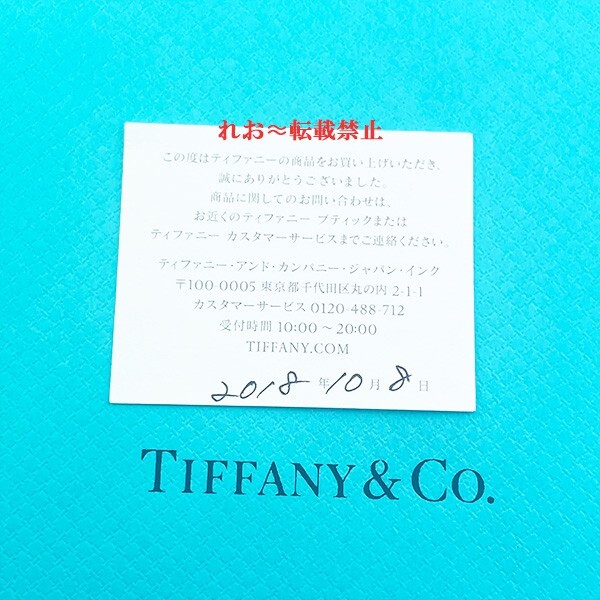 れお～転載禁止
この度はティファニーの商品をお買い上げいただき、
誠にありがとうございました。
商品に関してのお問い合わせは、
お近くのティファニー ブティックまたは
ティファニー カスタマーサービスまでご連絡ください。
ティファニー・アンド・カンパニー・ジャパン・インク
〒100-0005 東京都千代田区丸の内 2-1-1
カスタマーサービス 0120-488-712
受付時間 10:00～20:00
TIFFANY.COM
2018年10月8日
TIFFANY & CO.